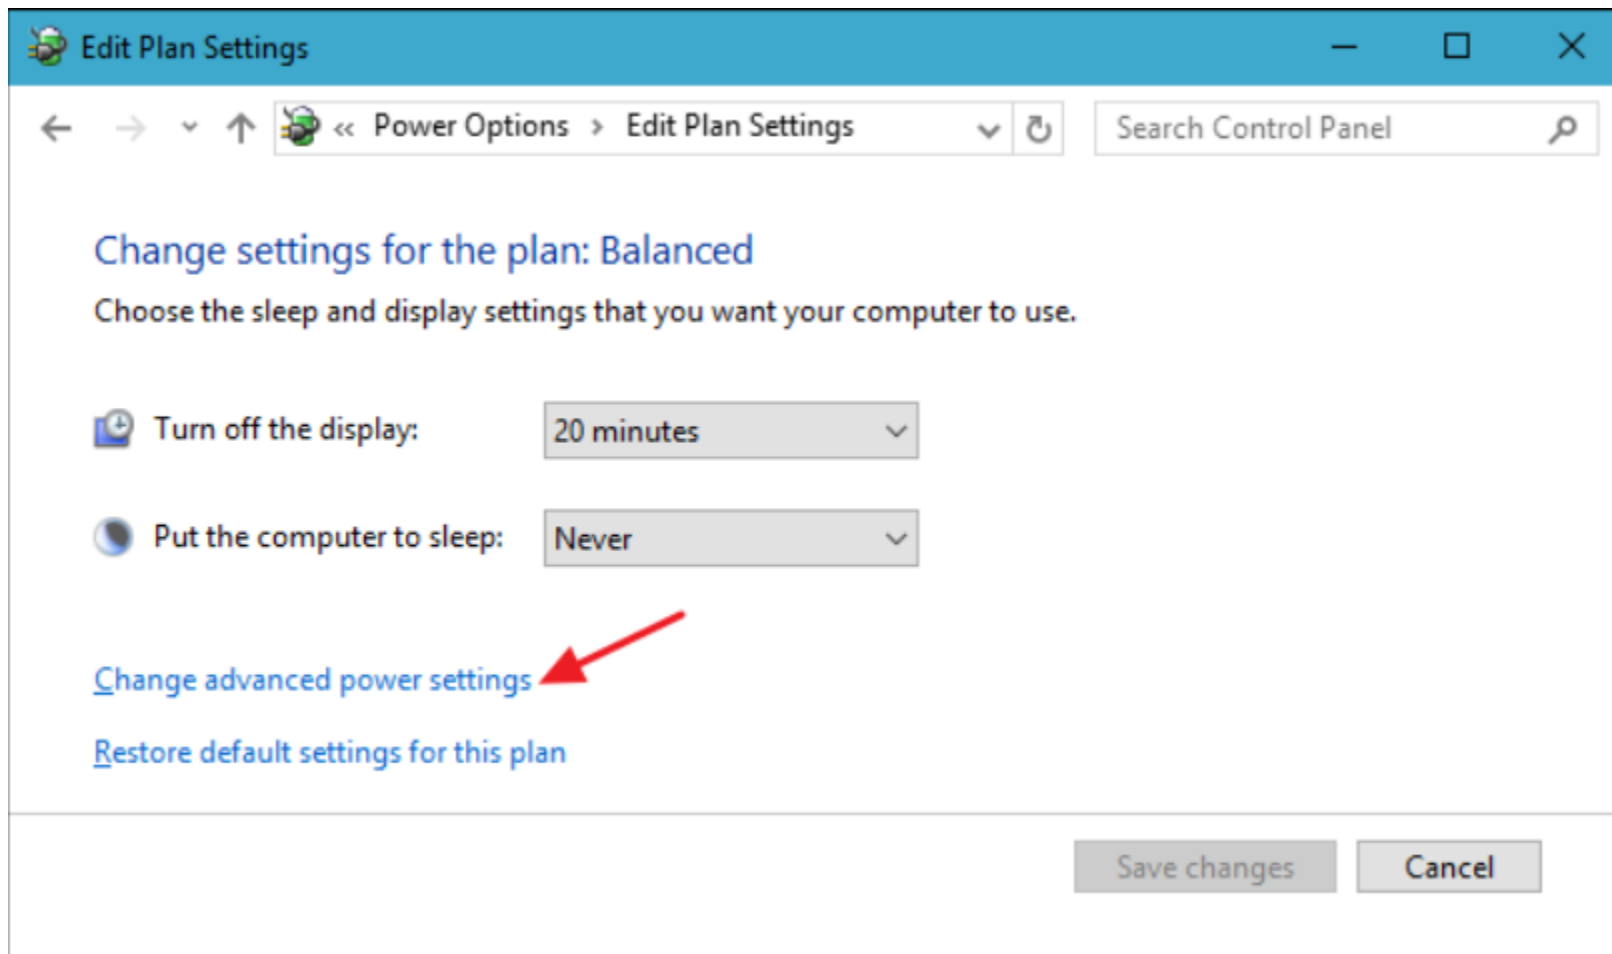 Edit Plan Settings
« Power Options > Edit Plan Settings
Search Control Panel
Change settings for the plan: Balanced
Choose the sleep and display settings that you want your computer to use.
Turn off the display: 20 minutes
Put the computer to sleep: Never
Change advanced power settings
Restore default settings for this plan
Save changes Cancel